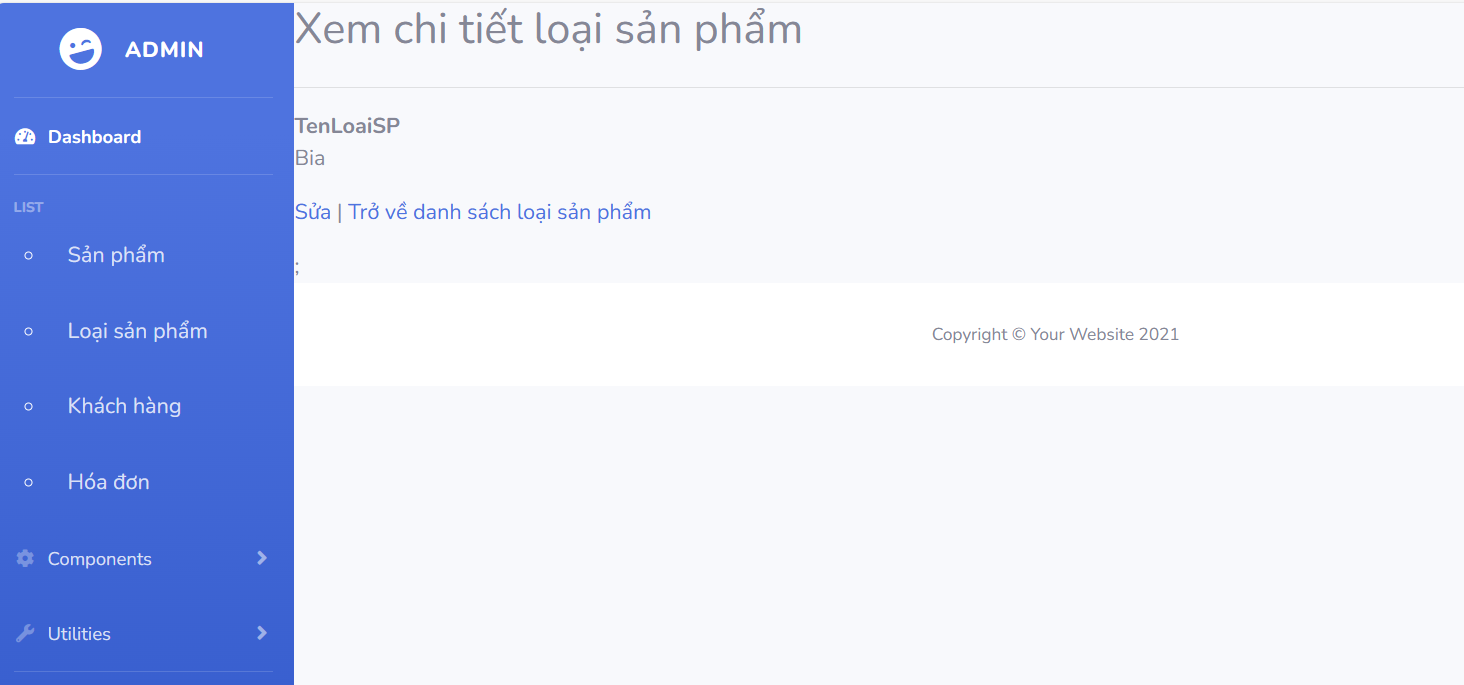 ADMIN
Dashboard
LIST
Sản phẩm
Loại sản phẩm
Khách hàng
Hóa đơn
Components
Utilities
Xem chi tiết loại sản phẩm
TenLoaiSP
Bia
Sửa | Trở về danh sách loại sản phẩm
;
Copyright © Your Website 2021